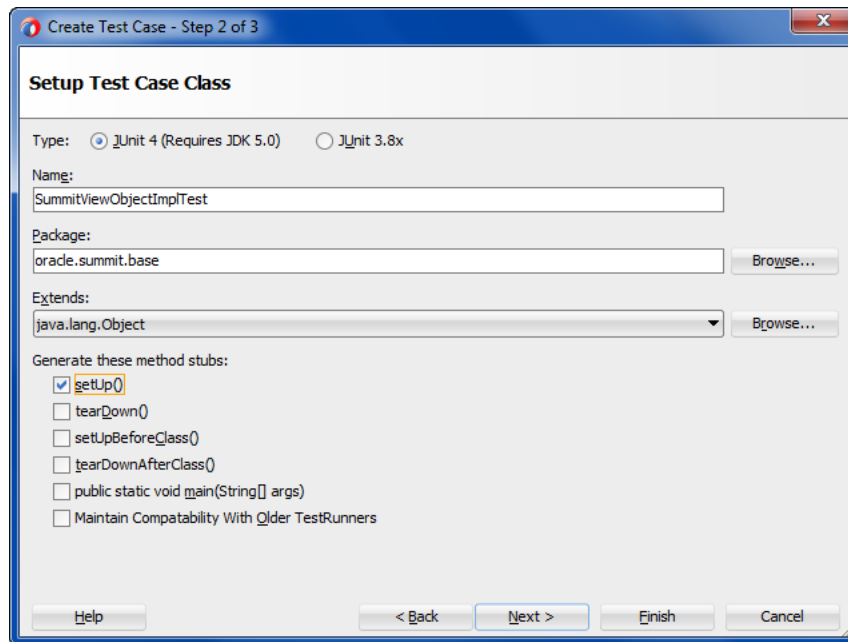 Create Test Case - Step 2 of 3
Setup Test Case Class
Type: JUnit 4 (Requires JDK 5.0) JUnit 3.8x
Name:
SummitViewObjectImplTest
Package:
oracle.summit.base Browse...
Extends:
java.lang.Object Browse...
Generate these method stubs:
setUp()
tearDown()
setUpBeforeClass()
tearDownAfterClass()
public static void main(String[] args)
Maintain Compatability With Older TestRunners
Help < Back Next > Finish Cancel